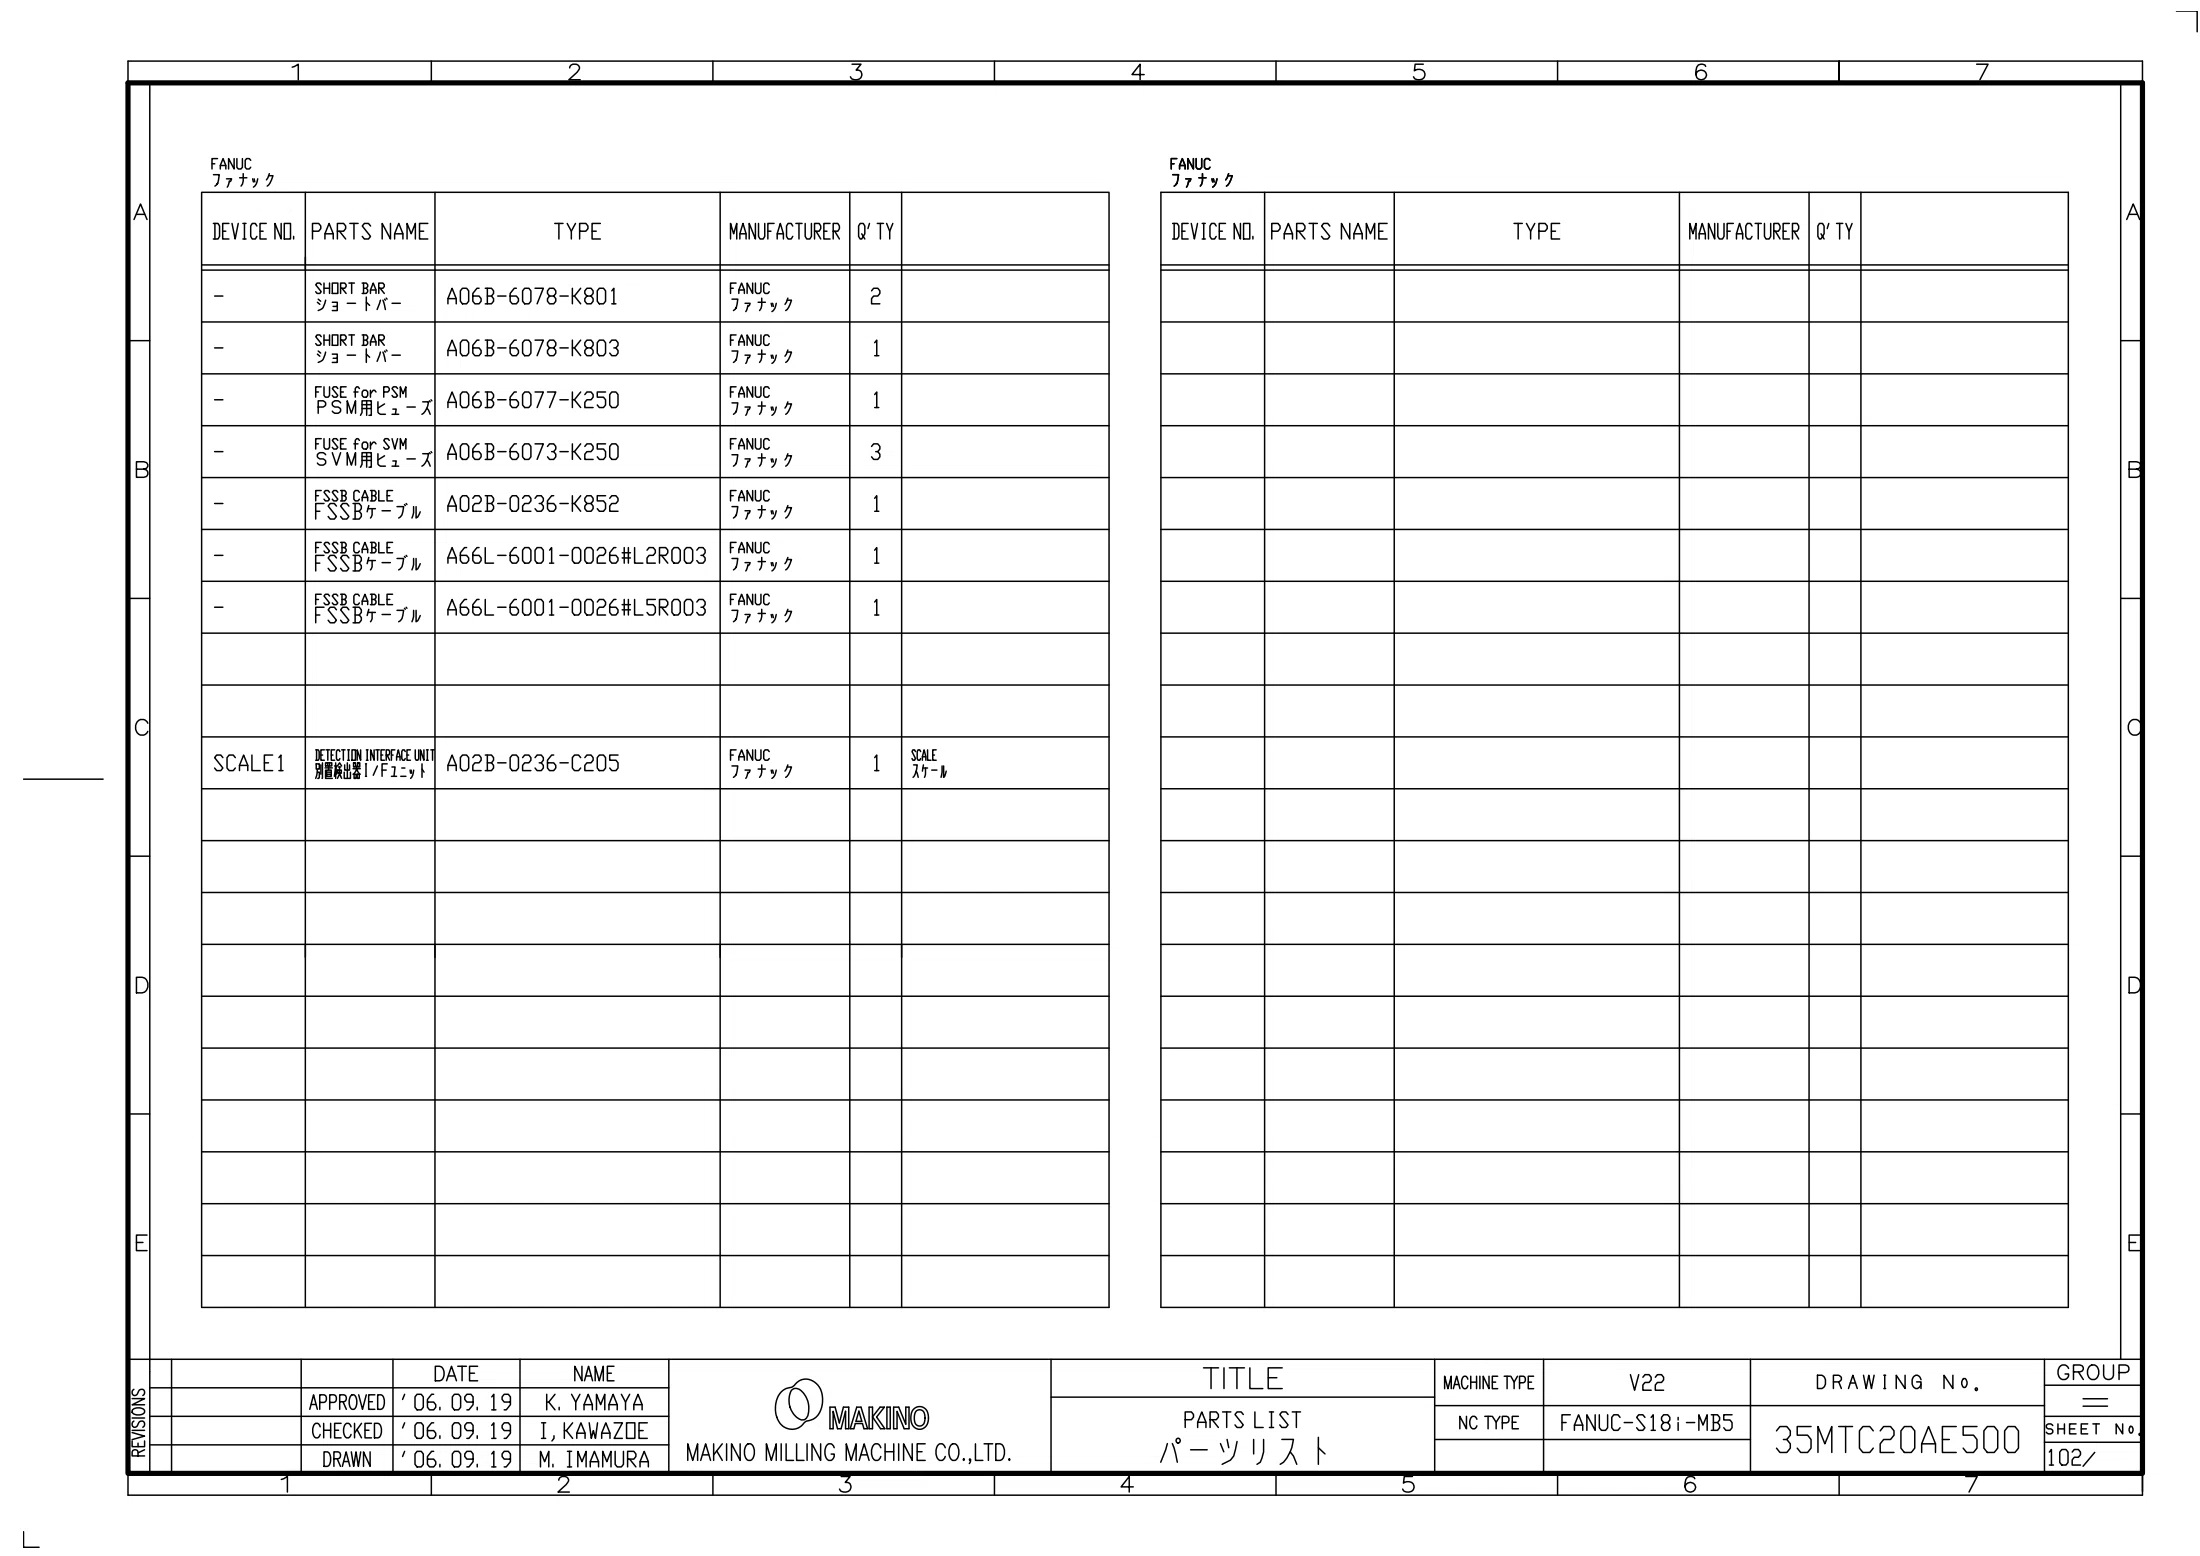 1 2 3 4 5 6 7
FANUC
ファナック
DEVICE NO. PARTS NAME TYPE MANUFACTURER Q'TY
- SHORT BAR
ショートバー A06B-6078-K801 FANUC
ファナック 2
- SHORT BAR
ショートバー A06B-6078-K803 FANUC
ファナック 1
- FUSE for PSM
PSM用ヒューズ A06B-6077-K250 FANUC
ファナック 1
- FUSE for SVM
SVM用ヒューズ A06B-6073-K250 FANUC
ファナック 3
- FSSB CABLE
FSSBケーブル A02B-0236-K852 FANUC
ファナック 1
- FSSB CABLE
FSSBケーブル A66L-6001-0026#L2R003 FANUC
ファナック 1
- FSSB CABLE
FSSBケーブル A66L-6001-0026#L5R003 FANUC
ファナック 1
SCALE1 DETECTION INTERFACE UNIT
別置検出器I/Fユニット A02B-0236-C205 FANUC
ファナック 1 SCALE
スケール
FANUC
ファナック
DEVICE NO. PARTS NAME TYPE MANUFACTURER Q'TY
A A
B B
C C
D D
E E
REVISIONS
DATE NAME
APPROVED '06.09.19 K.YAMAYA
CHECKED '06.09.19 I,KAWAZOE
DRAWN '06.09.19 M.IMAMURA
MAKINO
MAKINO MILLING MACHINE CO.,LTD.
TITLE
PARTS LIST
パーツリスト
MACHINE TYPE V22
NC TYPE FANUC-S18i-MB5
DRAWING No.
35MTC20AE500
GROUP
=
SHEET No.
102/
1 2 3 4 5 6 7